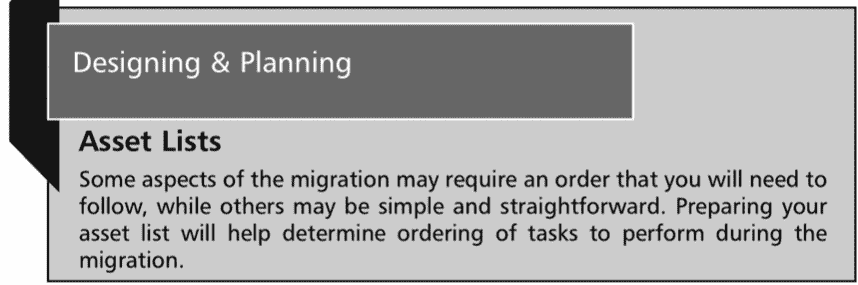 Designing & Planning
Asset Lists
Some aspects of the migration may require an order that you will need to
follow, while others may be simple and straightforward. Preparing your
asset list will help determine ordering of tasks to perform during the
migration.